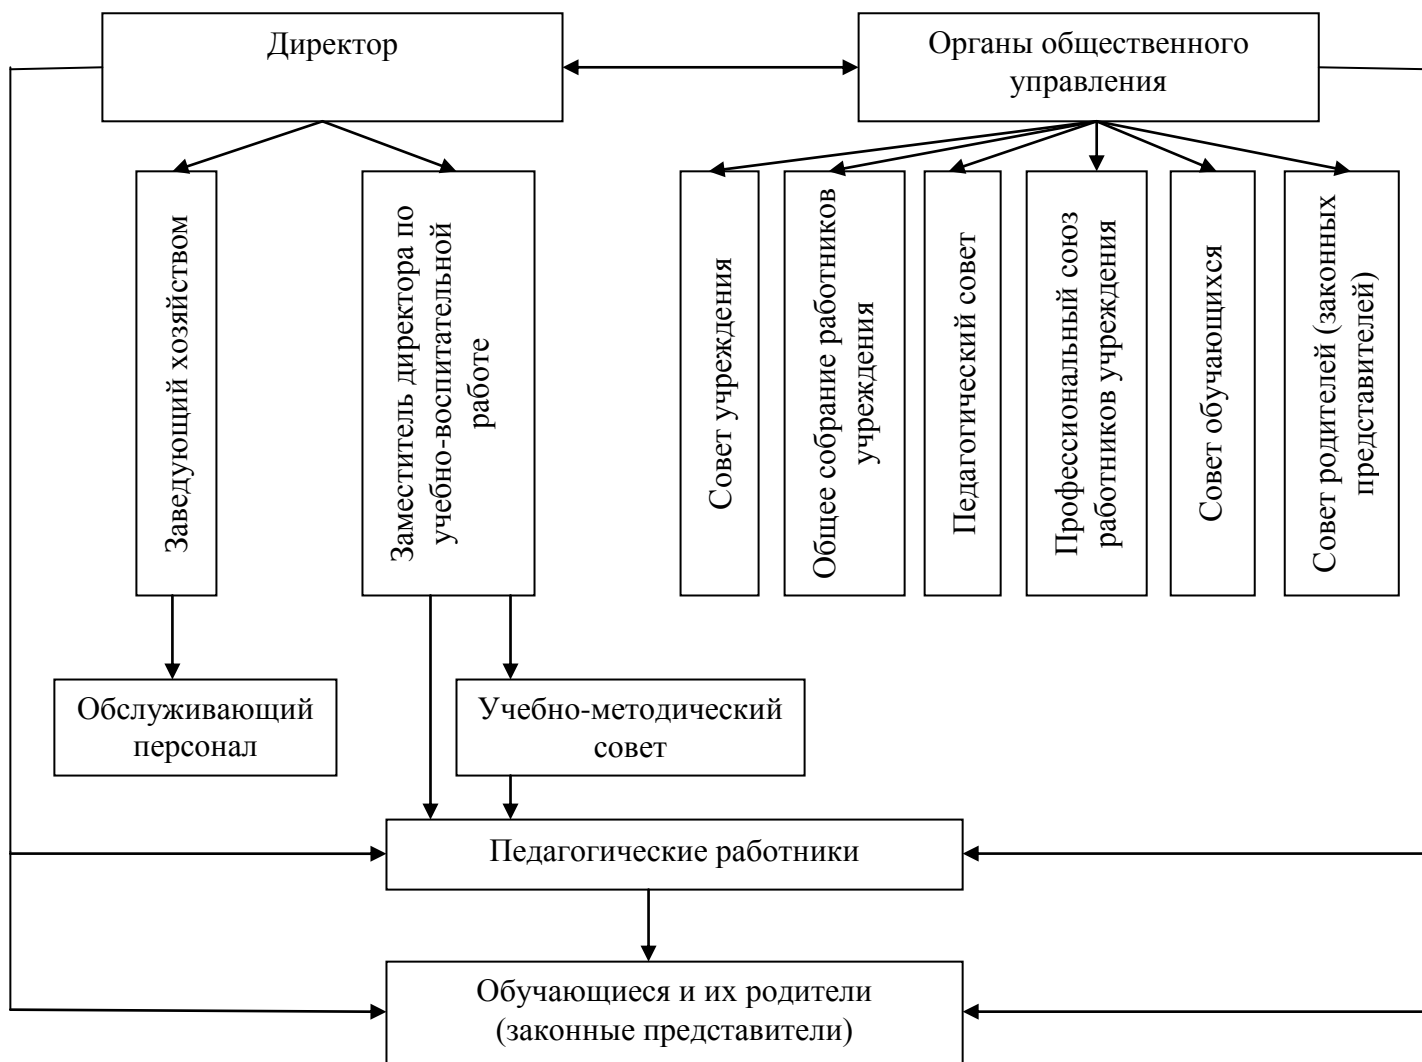 Директор
Органы общественного
управления
Заведующий хозяйством
Заместитель директора по
учебно-воспитательной
работе
Совет учреждения
Общее собрание работников
учреждения
Педагогический совет
Профессиональный союз
работников учреждения
Совет обучающихся
Совет родителей (законных
представителей)
Обслуживающий
персонал
Учебно-методический
совет
Педагогические работники
Обучающиеся и их родители
(законные представители)